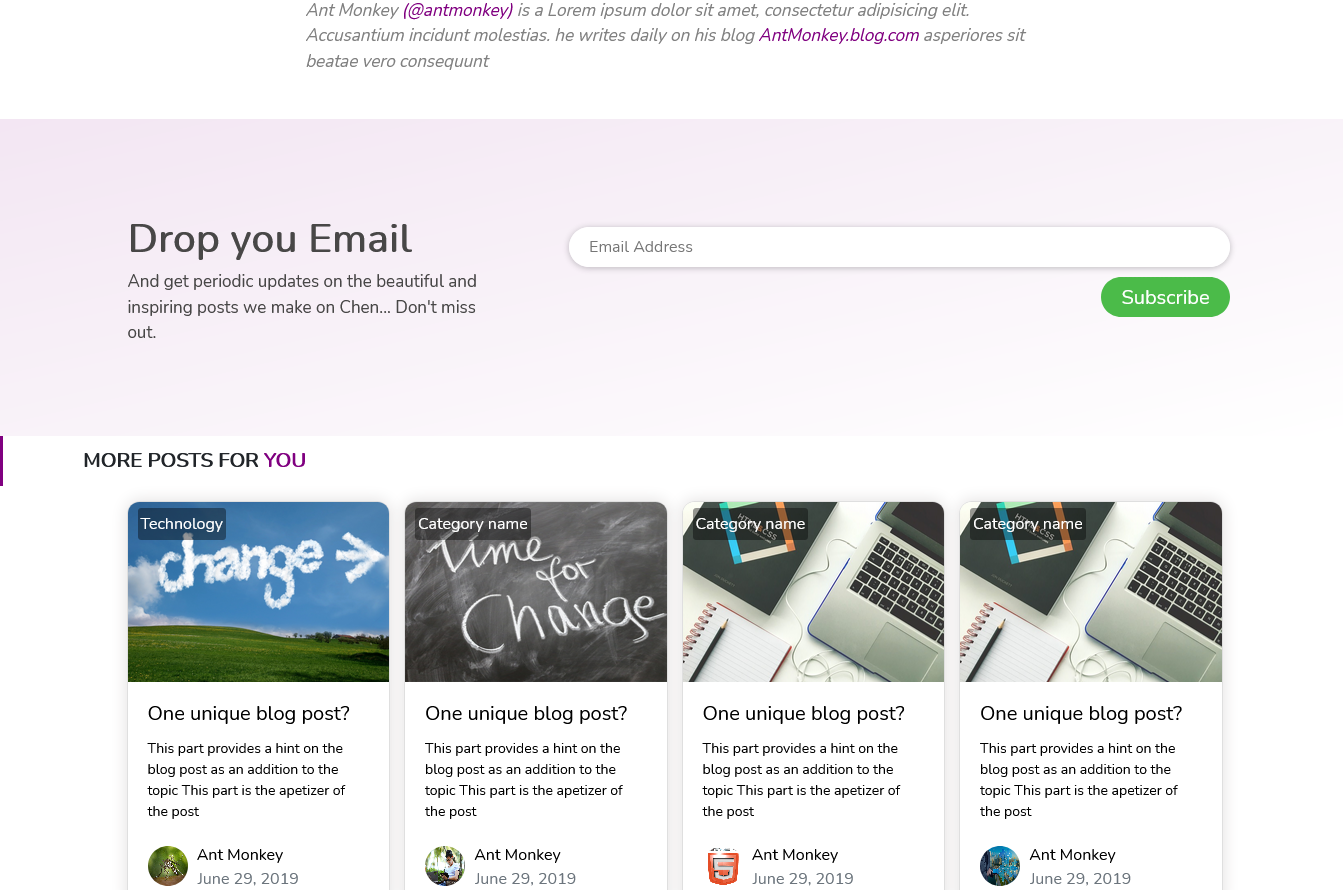 Ant Monkey (@antmonkey) is a Lorem ipsum dolor sit amet, consectetur adipisicing elit.
Accusantium incidunt molestias. he writes daily on his blog AntMonkey.blog.com asperiores sit
beatae vero consequunt
Drop you Email
And get periodic updates on the beautiful and
inspiring posts we make on Chen... Don't miss
out.
Email Address
Subscribe
MORE POSTS FOR YOU
Technology
change
One unique blog post?
This part provides a hint on the
blog post as an addition to the
topic This part is the apetizer of
the post
Ant Monkey
June 29, 2019
Category name
Time
for
Change
One unique blog post?
This part provides a hint on the
blog post as an addition to the
topic This part is the apetizer of
the post
Ant Monkey
June 29, 2019
Category name
One unique blog post?
This part provides a hint on the
blog post as an addition to the
topic This part is the apetizer of
the post
5
Ant Monkey
June 29, 2019
Category name
One unique blog post?
This part provides a hint on the
blog post as an addition to the
topic This part is the apetizer of
the post
Ant Monkey
June 29, 2019